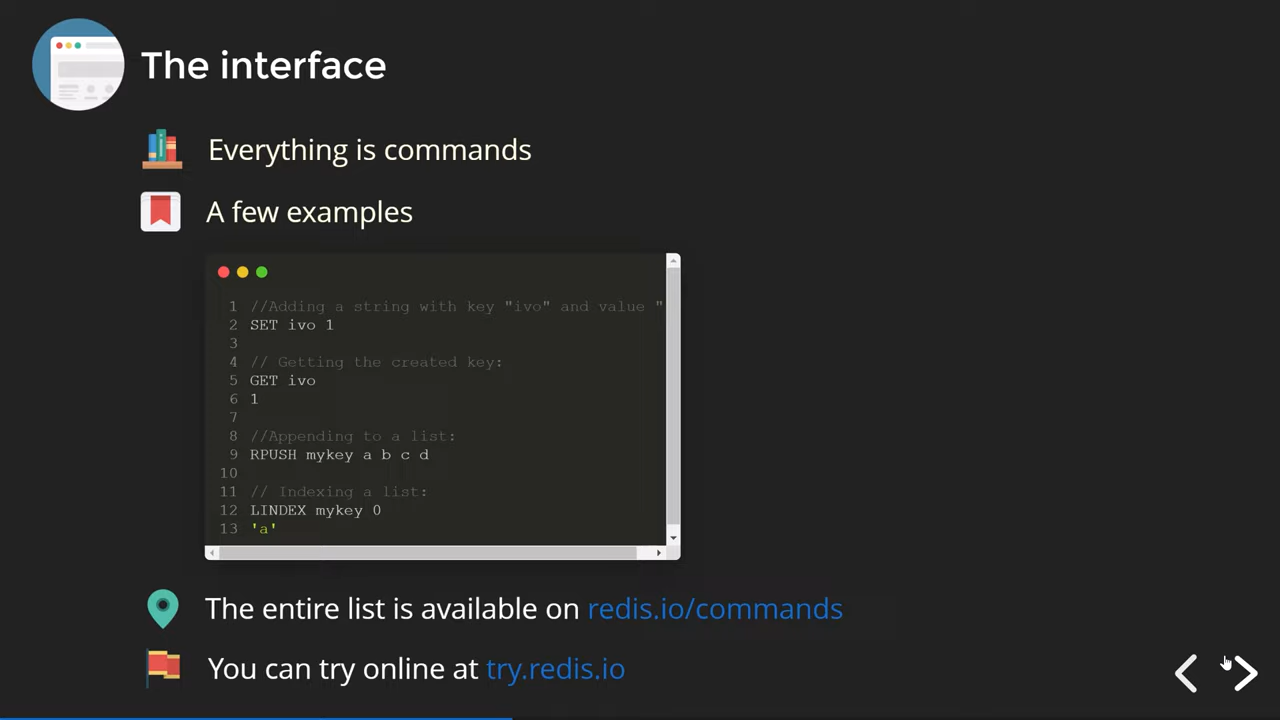 The interface
Everything is commands
A few examples
1 //Adding a string with key "ivo" and value "
2 SET ivo 1
3
4 // Getting the created key:
5 GET ivo
6 1
7
8 //Appending to a list:
9 RPUSH mykey a b c d
10
11 // Indexing a list:
12 LINDEX mykey 0
13 'a'
The entire list is available on redis.io/commands
You can try online at try.redis.io